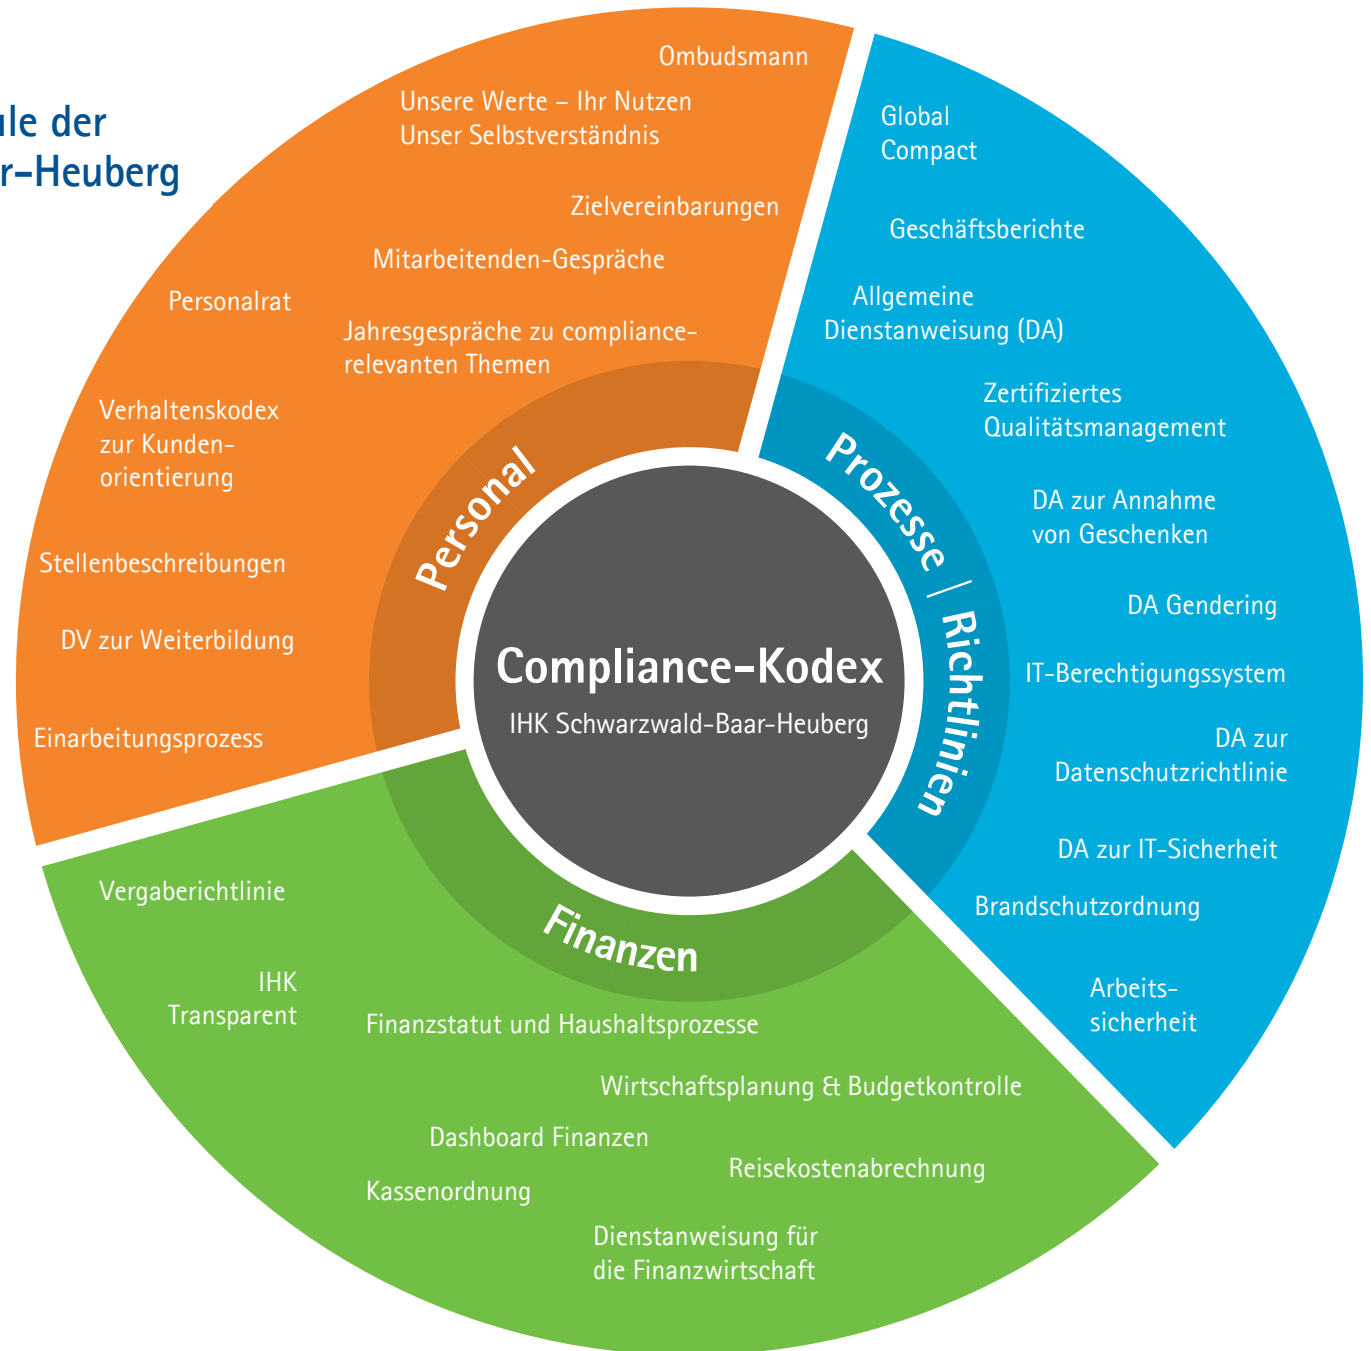 der
Heuberg
Ombudsmann
Unsere Werte – Ihr Nutzen
Unser Selbstverständnis
Zielvereinbarungen
Mitarbeitenden-Gespräche
Personalrat
Jahresgespräche zu compliance-
relevanten Themen
Verhaltenskodex
zur Kunden-
orientierung
Stellenbeschreibungen
DV zur Weiterbildung
Einarbeitungsprozess
Personal
Global
Compact
Geschäftsberichte
Allgemeine
Dienstanweisung (DA)
Zertifiziertes
Qualitätsmanagement
DA zur Annahme
von Geschenken
DA Gendering
IT-Berechtigungssystem
DA zur
Datenschutzrichtlinie
DA zur IT-Sicherheit
Brandschutzordnung
Arbeits-
sicherheit
Prozesse | Richtlinien
Compliance-Kodex
IHK Schwarzwald-Baar-Heuberg
Finanzen
Vergaberichtlinie
IHK
Transparent
Finanzstatut und Haushaltsprozesse
Wirtschaftsplanung & Budgetkontrolle
Dashboard Finanzen
Reisekostenabrechnung
Kassenordnung
Dienstanweisung für
die Finanzwirtschaft